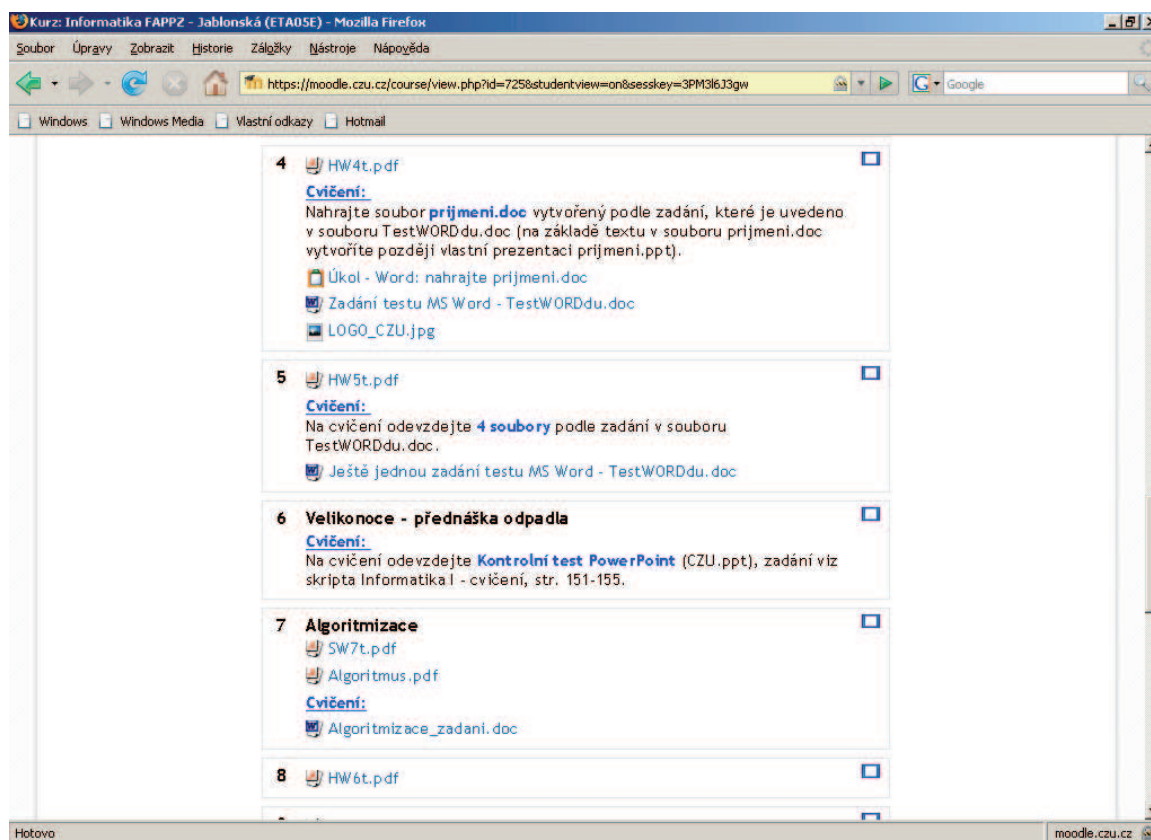 Kurz: Informatika FAPPZ - Jablonská (ETA05E) - Mozilla Firefox
Soubor Úpravy Zobrazit Historie Záložky Nástroje Nápověda
https://moodle.czu.cz/course/view.php?id=725&studentview=on&sesskey=3PM3l6J3gw
Google
Windows Windows Media Vlastní odkazy Hotmail
4 HW4t.pdf
Cvičení:
Nahrajte soubor prijmeni.doc vytvořený podle zadání, které je uvedeno
v souboru TestWORDdu.doc (na základě textu v souboru prijmeni.doc
vytvoříte později vlastní prezentaci prijmeni.ppt).
Úkol - Word: nahrajte prijmeni.doc
Zadání testu MS Word - TestWORDdu.doc
LOGO_CZU.jpg
5 HW5t.pdf
Cvičení:
Na cvičení odevzdejte 4 soubory podle zadání v souboru
TestWORDdu.doc.
Ještě jednou zadání testu MS Word - TestWORDdu.doc
6 Velikonoce - přednáška odpadla
Cvičení:
Na cvičení odevzdejte Kontrolní test PowerPoint (CZU.ppt), zadání viz
skripta Informatika I - cvičení, str. 151-155.
7 Algoritmizace
SW7t.pdf
Algoritmus.pdf
Cvičení:
Algoritmizace_zadani.doc
8 HW6t.pdf
Hotovo
moodle.czu.cz